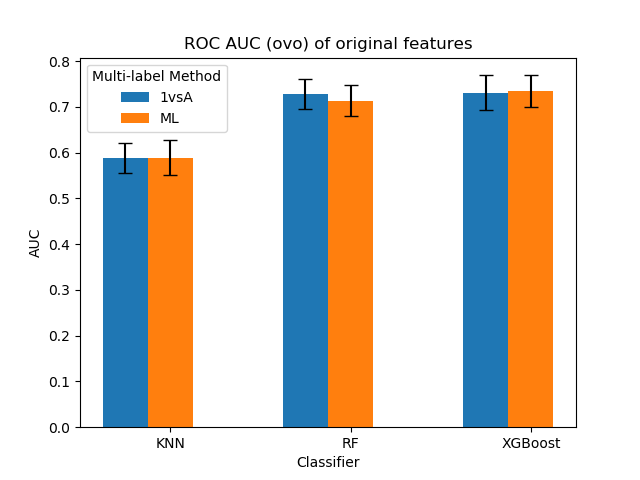 ROC AUC (ovo) of original features
Multi-label Method
1vsA
ML
AUC
0.8
0.7
0.6
0.5
0.4
0.3
0.2
0.1
0.0
KNN
RF
XGBoost
Classifier